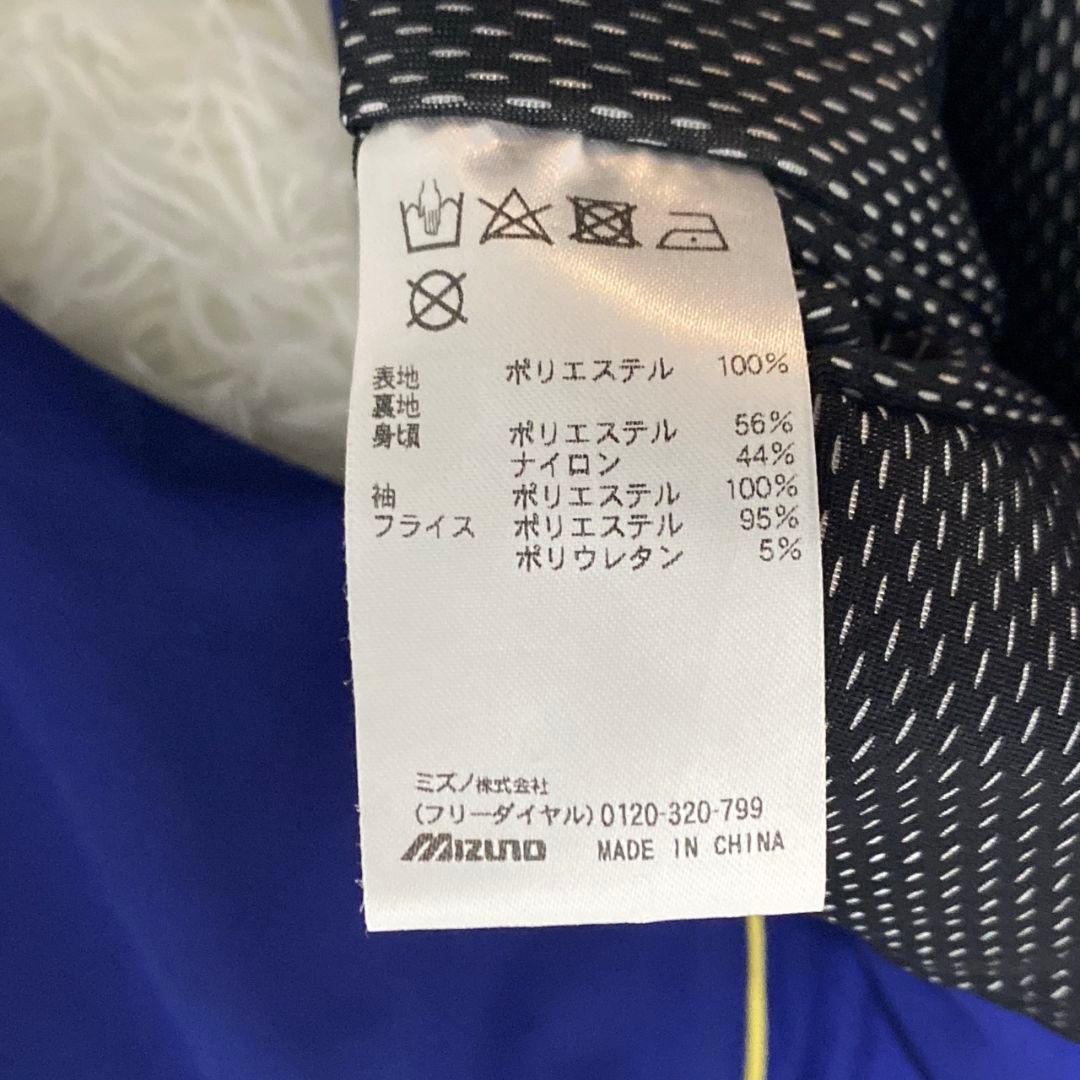 表地 ポリエステル 100%
裏地
身頃 ポリエステル 56%
ナイロン 44%
袖 ポリエステル 100%
フライス ポリエステル 95%
ポリウレタン 5%
ミズノ株式会社
(フリーダイヤル)0120-320-799
MIZUNO MADE IN CHINA